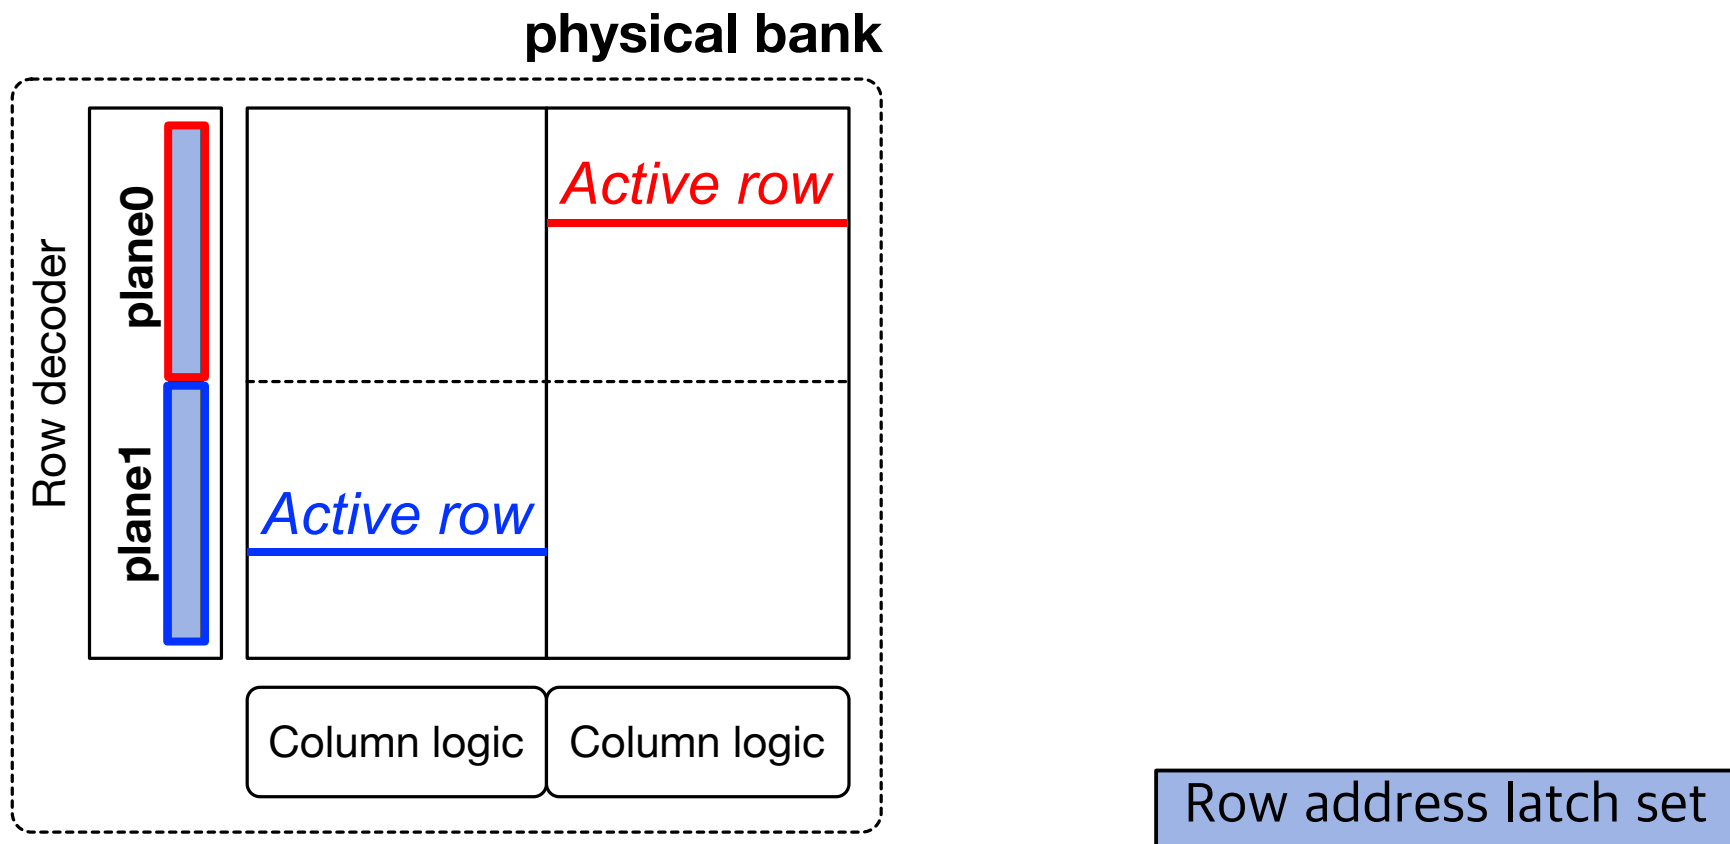 physical bank
Row decoder
plane0
plane1
Active row
Active row
Column logic
Column logic
Row address latch set